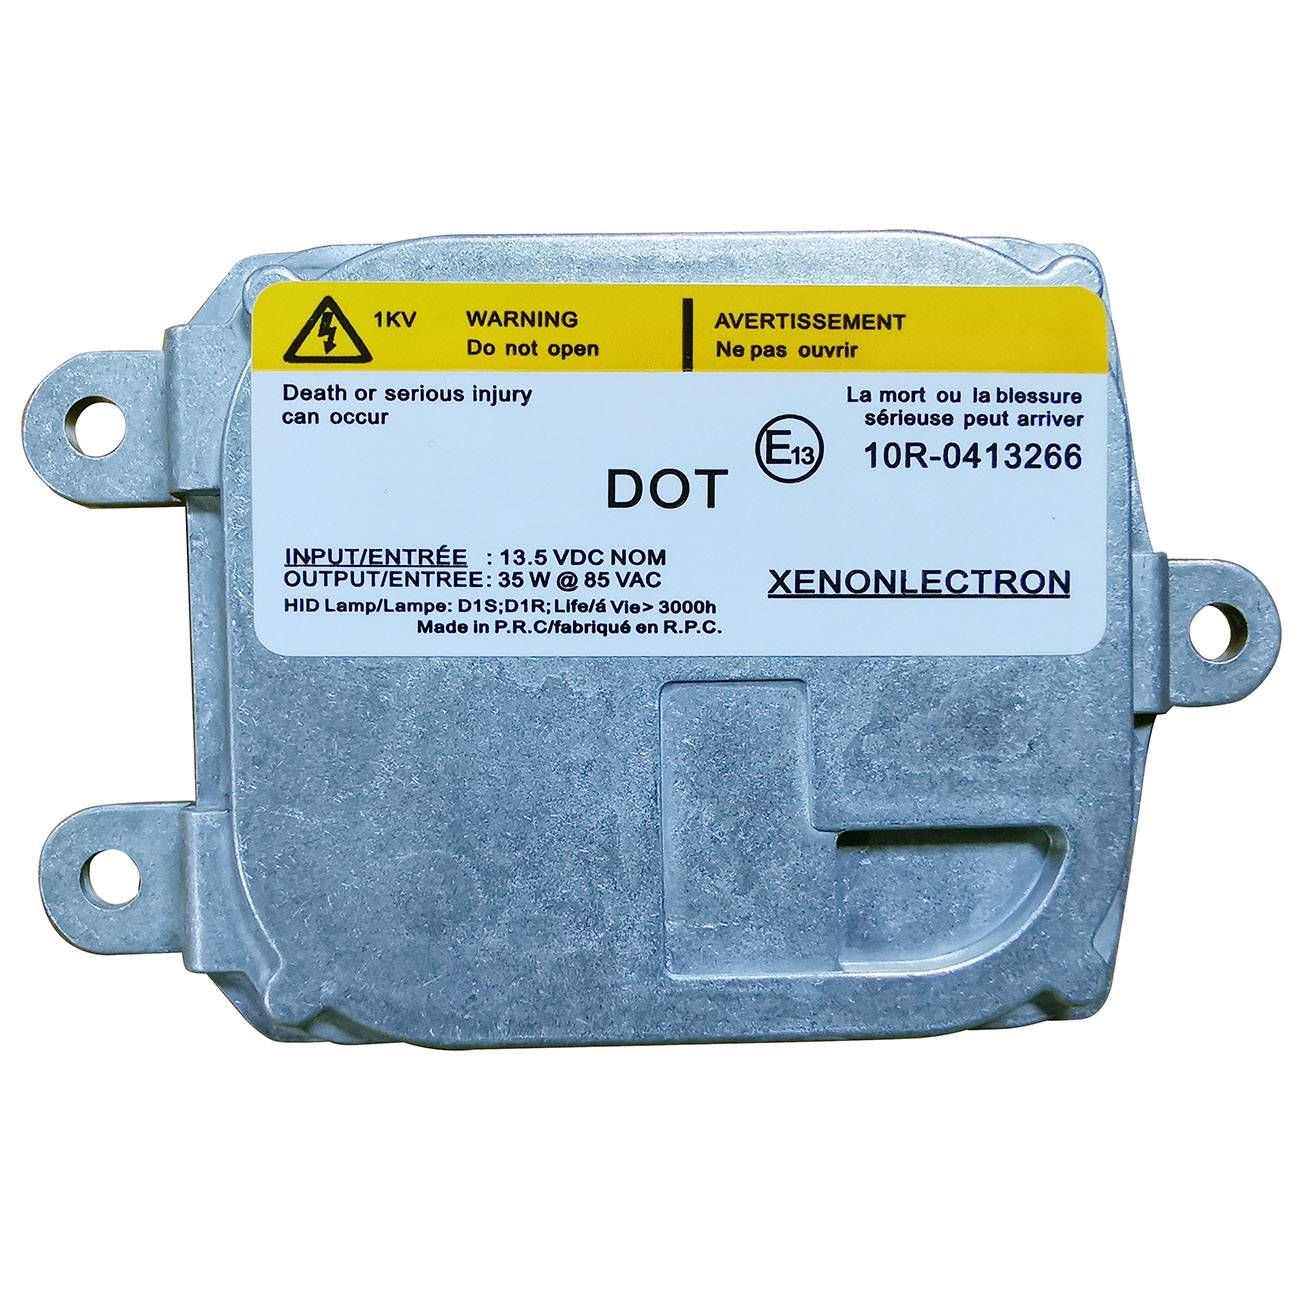 1KV WARNING AVERTISSEMENT
Do not open Ne pas ouvrir
Death or serious injury
can occur
La mort ou la blessure
sérieuse peut arriver
E13 10R-0413266
DOT
INPUT/ENTRÉE : 13.5 VDC NOM
OUTPUT/ENTREE: 35 W @ 85 VAC
XENONLECTRON
HID Lamp/Lampe: D1S;D1R; Life/á Vie> 3000h
Made in P.R.C/fabriqué en R.P.C.